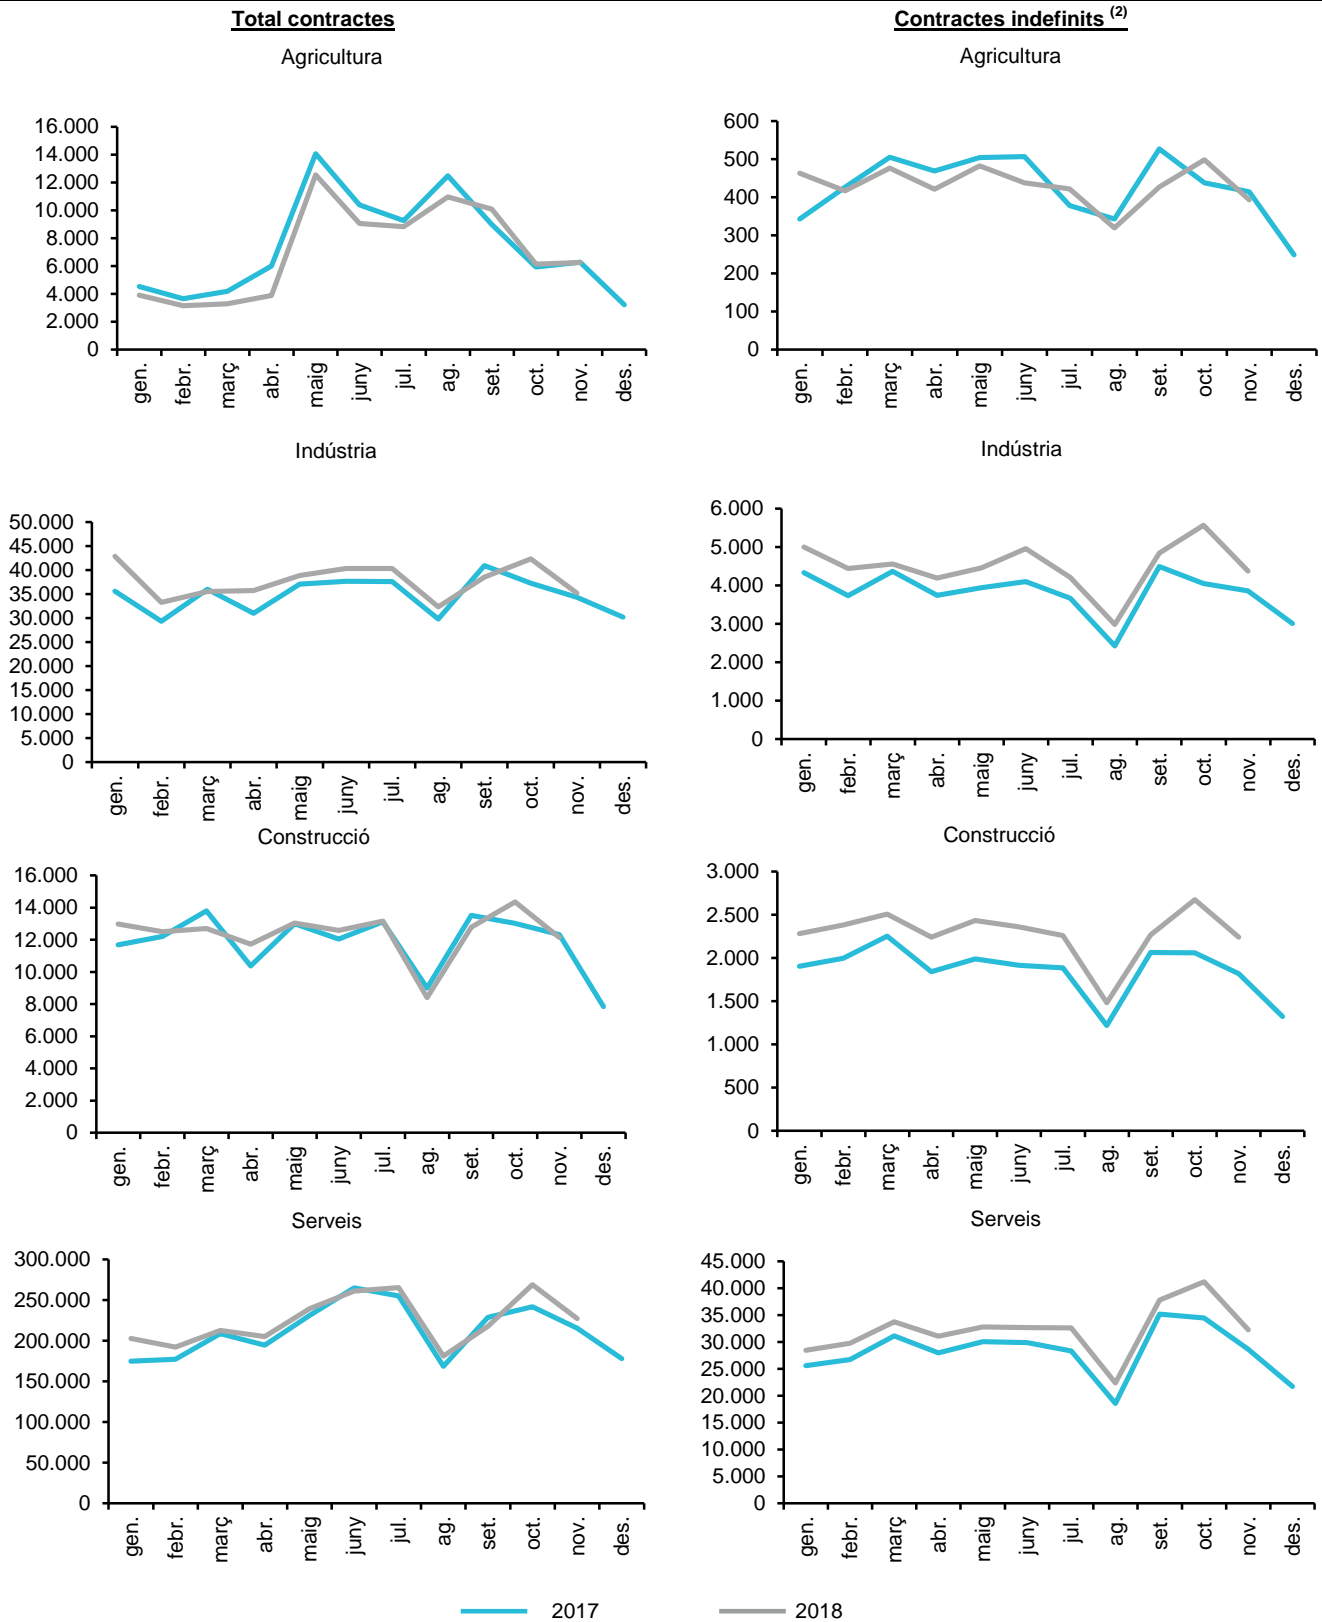 Total contractes
Contractes indefinits (2)
Agricultura
16.000
14.000
12.000
10.000
8.000
6.000
4.000
2.000
0
gen.
febr.
març
abr.
maig
juny
jul.
ag.
set.
oct.
nov.
des.
Agricultura
600
500
400
300
200
100
0
gen.
febr.
març
abr.
maig
juny
jul.
ag.
set.
oct.
nov.
des.
Indústria
50.000
45.000
40.000
35.000
30.000
25.000
20.000
15.000
10.000
5.000
0
gen.
febr.
març
abr.
maig
juny
jul.
ag.
set.
oct.
nov.
des.
Indústria
6.000
5.000
4.000
3.000
2.000
1.000
0
gen.
febr.
març
abr.
maig
juny
jul.
ag.
set.
oct.
nov.
des.
Construcció
16.000
14.000
12.000
10.000
8.000
6.000
4.000
2.000
0
gen.
febr.
març
abr.
maig
juny
jul.
ag.
set.
oct.
nov.
des.
Construcció
3.000
2.500
2.000
1.500
1.000
500
0
gen.
febr.
març
abr.
maig
juny
jul.
ag.
set.
oct.
nov.
des.
Serveis
300.000
250.000
200.000
150.000
100.000
50.000
0
gen.
febr.
març
abr.
maig
juny
jul.
ag.
set.
oct.
nov.
des.
Serveis
45.000
40.000
35.000
30.000
25.000
20.000
15.000
10.000
5.000
0
gen.
febr.
març
abr.
maig
juny
jul.
ag.
set.
oct.
nov.
des.
2017
2018